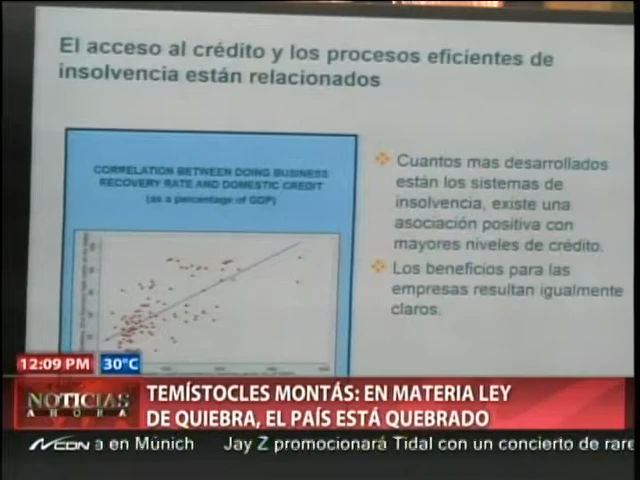 El acceso al crédito y los procesos eficientes de
insolvencia están relacionados
CORRELATION BETWEEN DOING BUSINESS
RECOVERY RATE AND DOMESTIC CREDIT
(as a percentage of GDP)
Cuantos mas desarrollados
están los sistemas de
insolvencia, existe una
asociación positiva con
mayores niveles de crédito.
Los beneficios para las
empresas resultan igualmente
claros.
12:09 PM 30°C
NOTICIAS
AHORA
TEMÍSTOCLES MONTÁS: EN MATERIA LEY
DE QUIEBRA, EL PAÍS ESTÁ QUEBRADO
CDN a en Múnich Jay Z promocionará Tidal con un concierto de rare